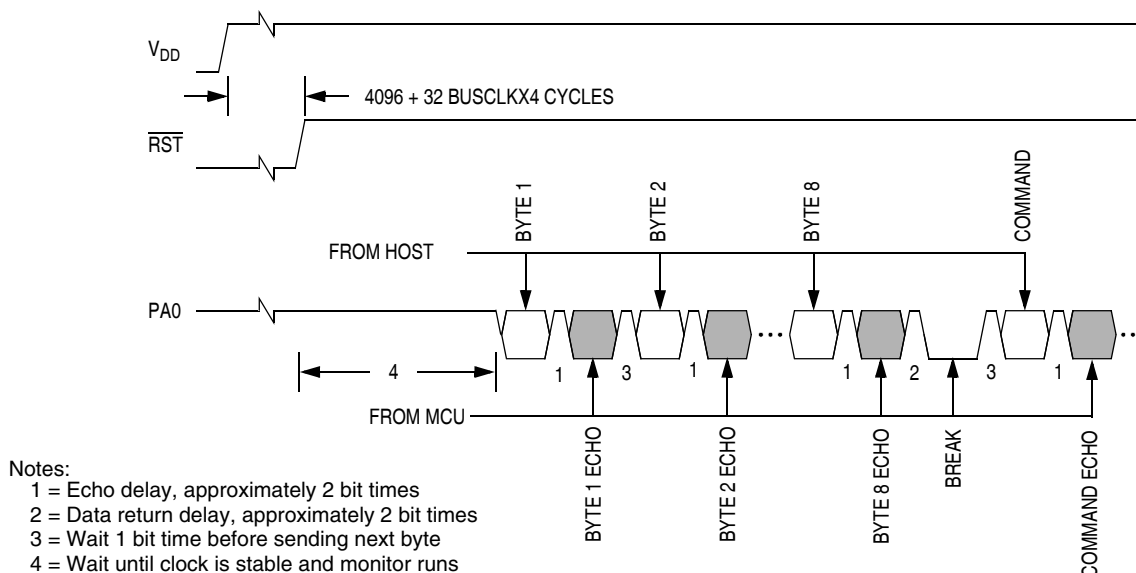 VDD
4096 + 32 BUSCLKX4 CYCLES
RST
BYTE 1
BYTE 2
BYTE 8
COMMAND
FROM HOST
PA0
4
1
3
1
1
2
3
1
FROM MCU
BYTE 1 ECHO
BYTE 2 ECHO
BYTE 8 ECHO
BREAK
COMMAND ECHO
Notes:
1 = Echo delay, approximately 2 bit times
2 = Data return delay, approximately 2 bit times
3 = Wait 1 bit time before sending next byte
4 = Wait until clock is stable and monitor runs